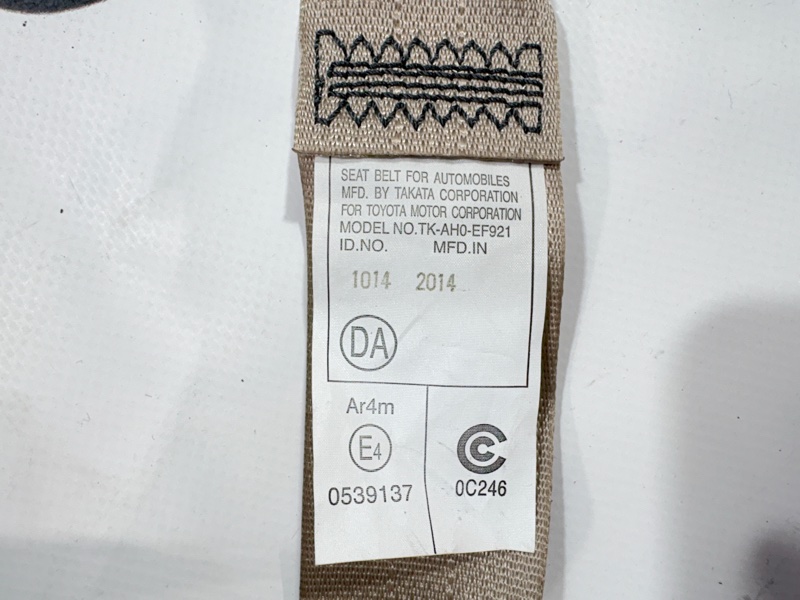 SEAT BELT FOR AUTOMOBILES
MFD. BY TAKATA CORPORATION
FOR TOYOTA MOTOR CORPORATION
MODEL NO.TK-AH0-EF921
ID.NO. MFD.IN
1014 2014
DA
Ar4m
E4
0539137
CC
0C246